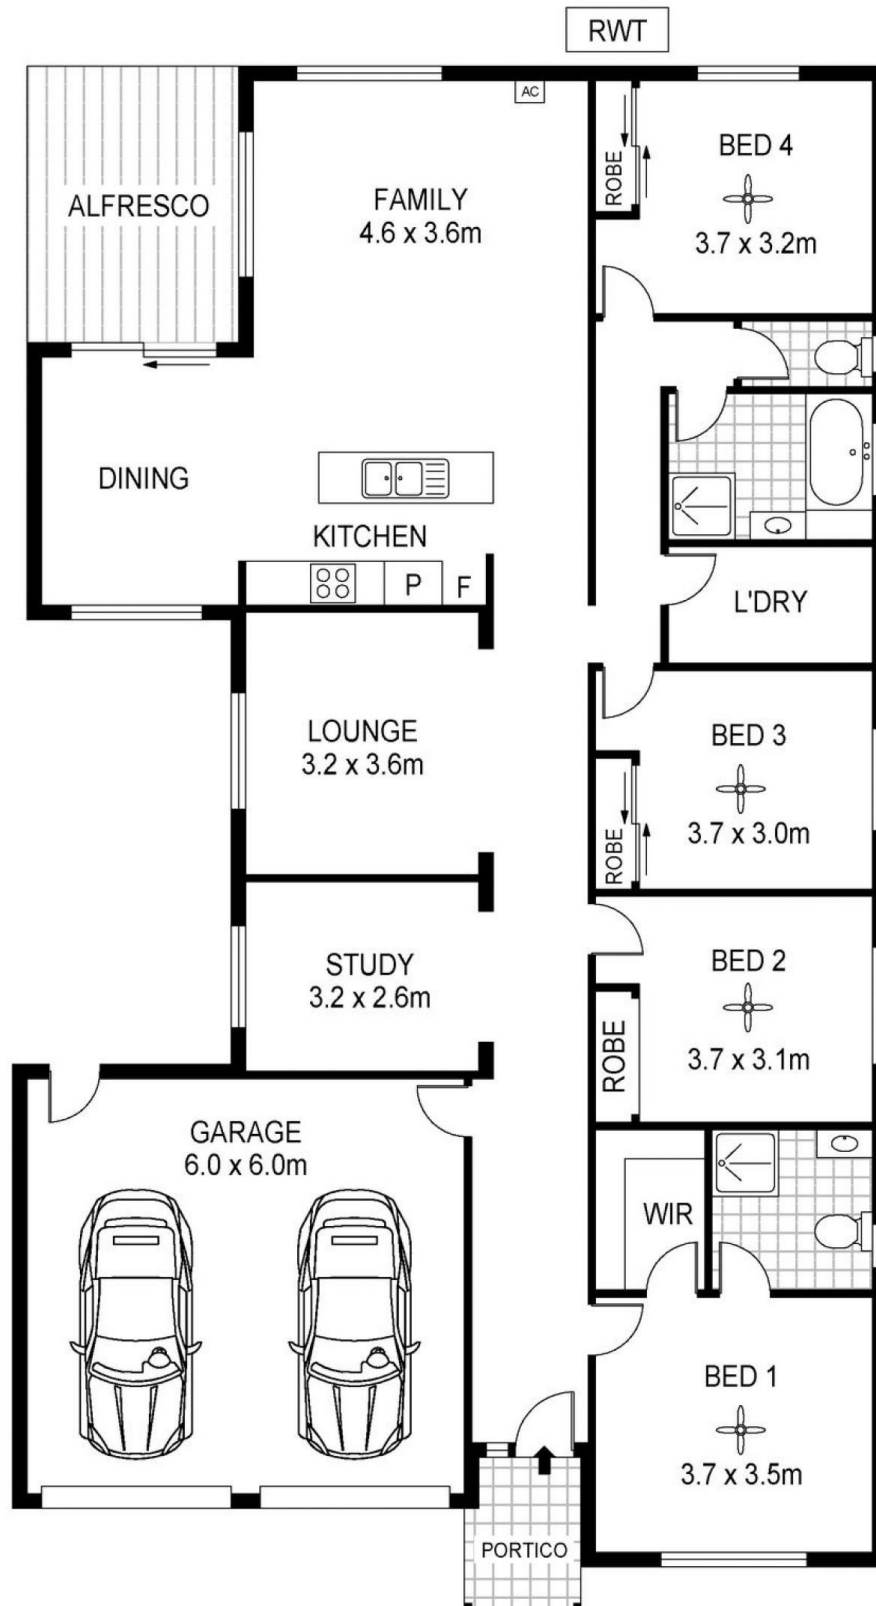 RWT
AC
ROBE
BED 4
3.7 x 3.2m
FAMILY
4.6 x 3.6m
ALFRESCO
DINING
KITCHEN
P
F
L'DRY
LOUNGE
3.2 x 3.6m
BED 3
3.7 x 3.0m
ROBE
STUDY
3.2 x 2.6m
BED 2
3.7 x 3.1m
ROBE
GARAGE
6.0 x 6.0m
WIR
BED 1
3.7 x 3.5m
PORTICO